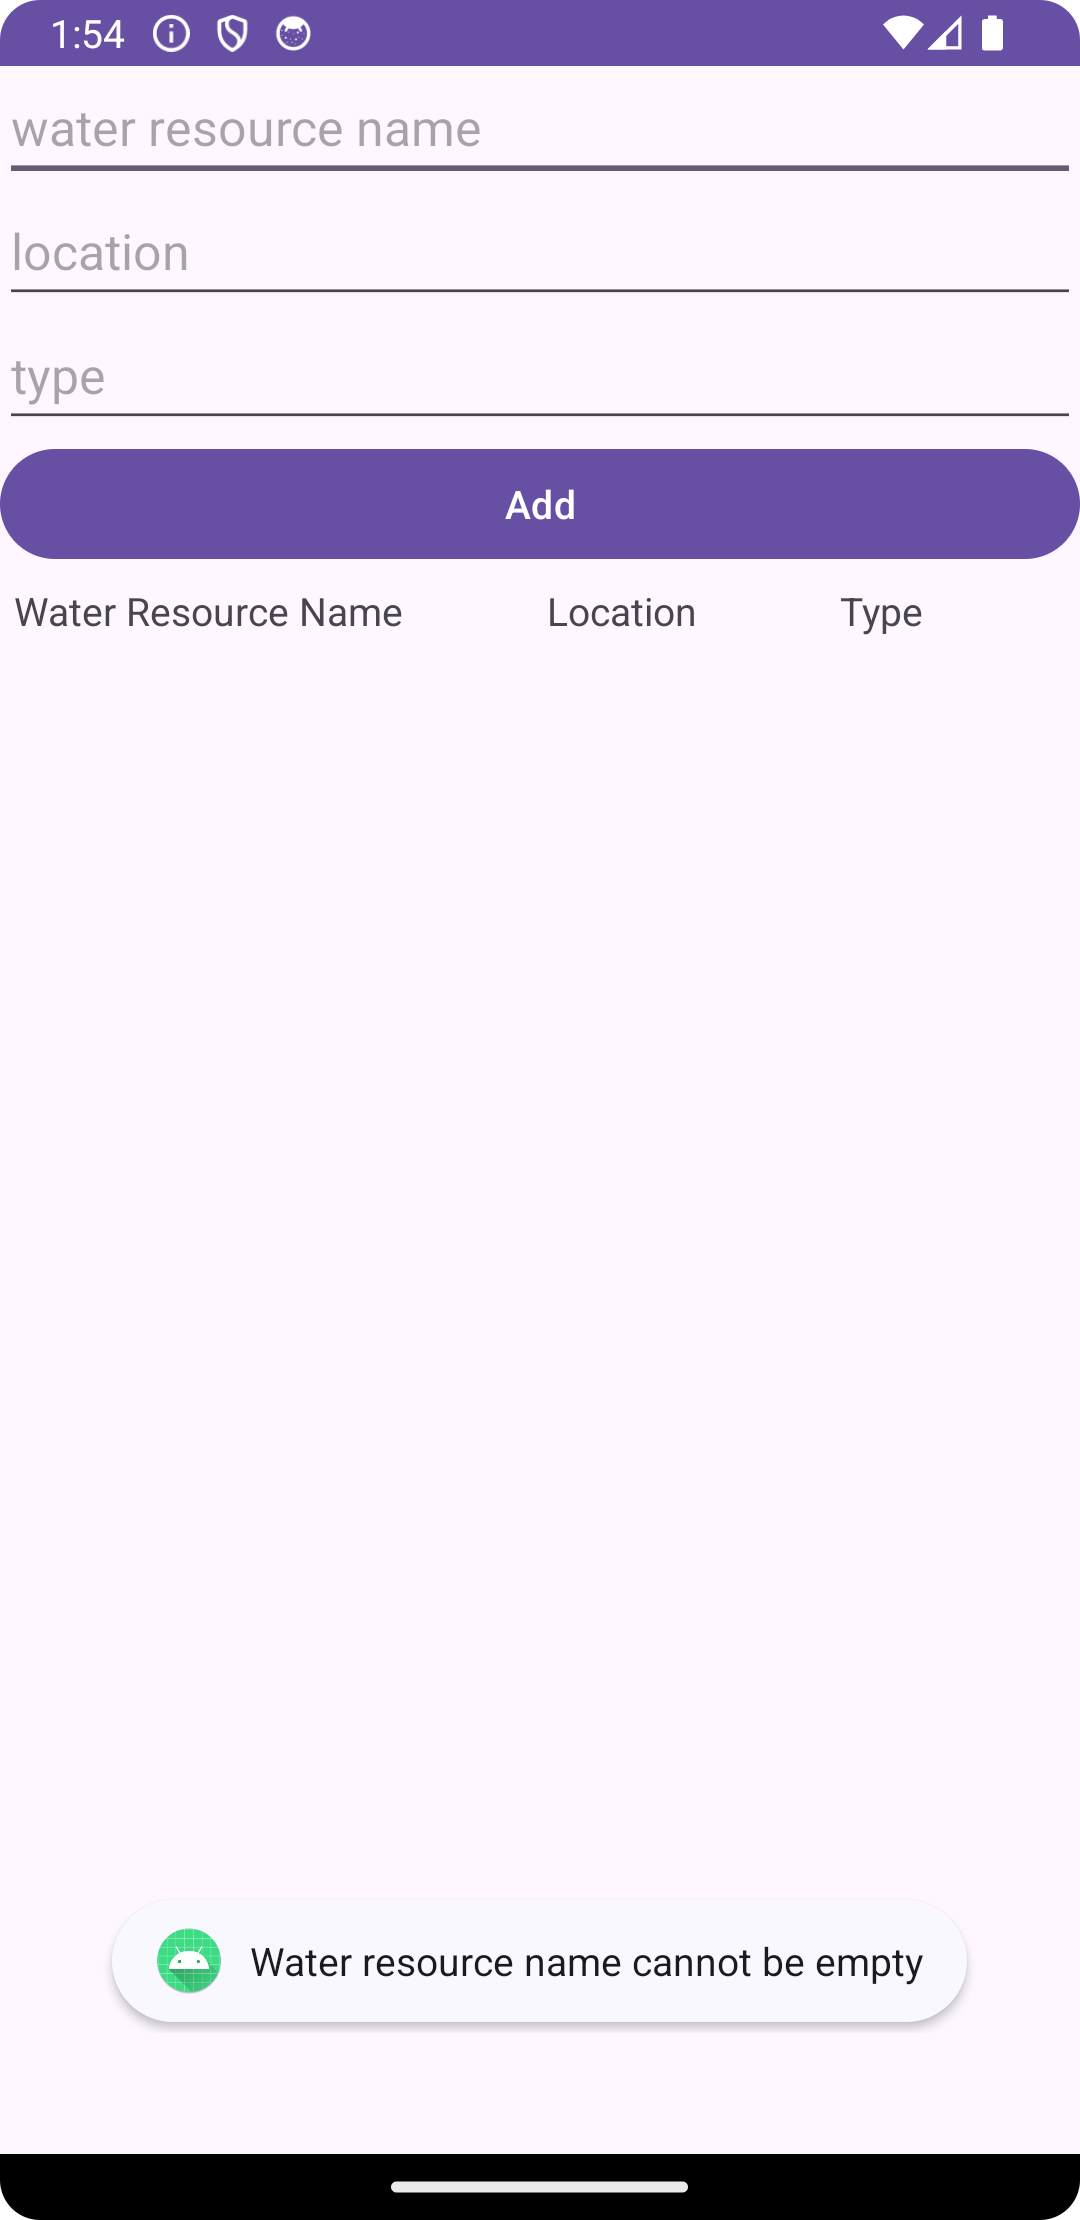 1:54
water resource name
location
type
Add
Water Resource Name Location Type
Water resource name cannot be empty